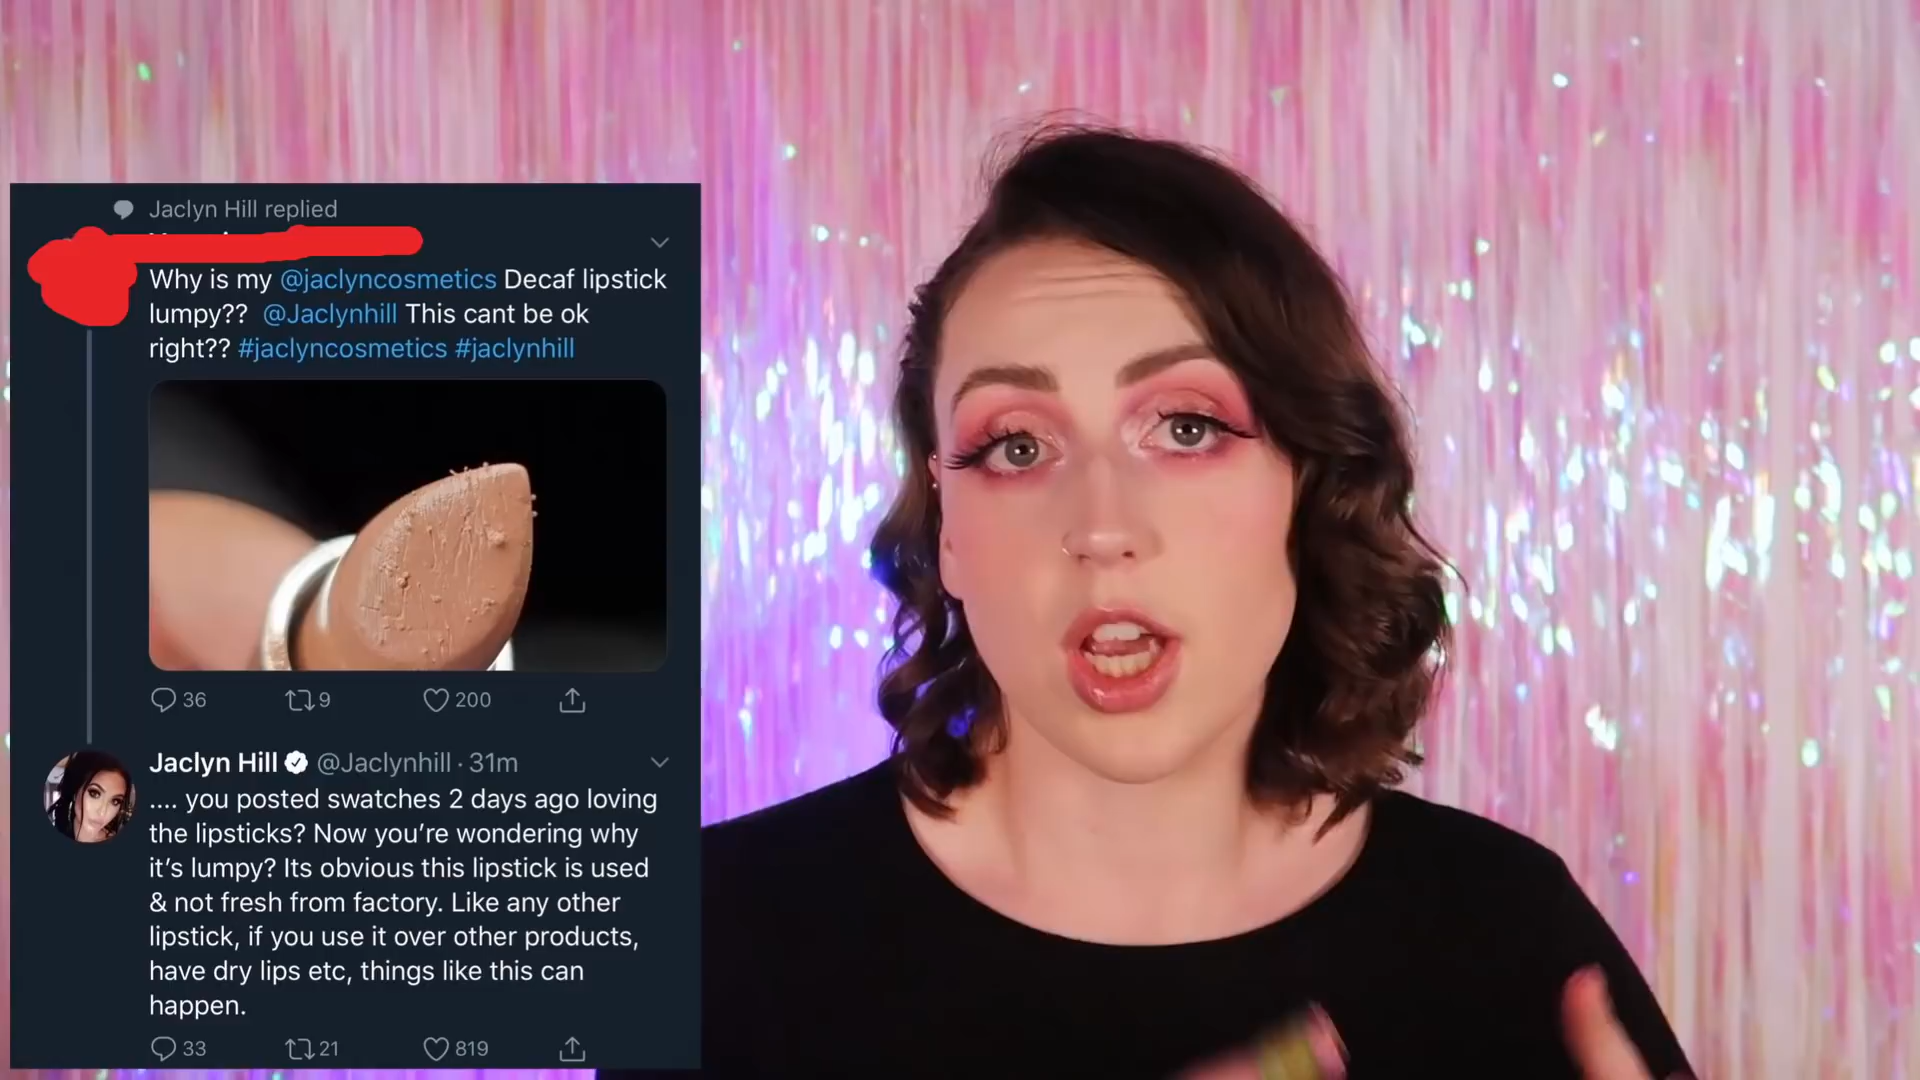 Jaclyn Hill replied
Why is my @jaclyncosmetics Decaf lipstick
lumpy?? @Jaclynhill This cant be ok
right?? #jaclyncosmetics #jaclynhill
36 9 200
Jaclyn Hill @Jaclynhill · 31m
.... you posted swatches 2 days ago loving
the lipsticks? Now you’re wondering why
it’s lumpy? Its obvious this lipstick is used
& not fresh from factory. Like any other
lipstick, if you use it over other products,
have dry lips etc, things like this can
happen.
33 21 819